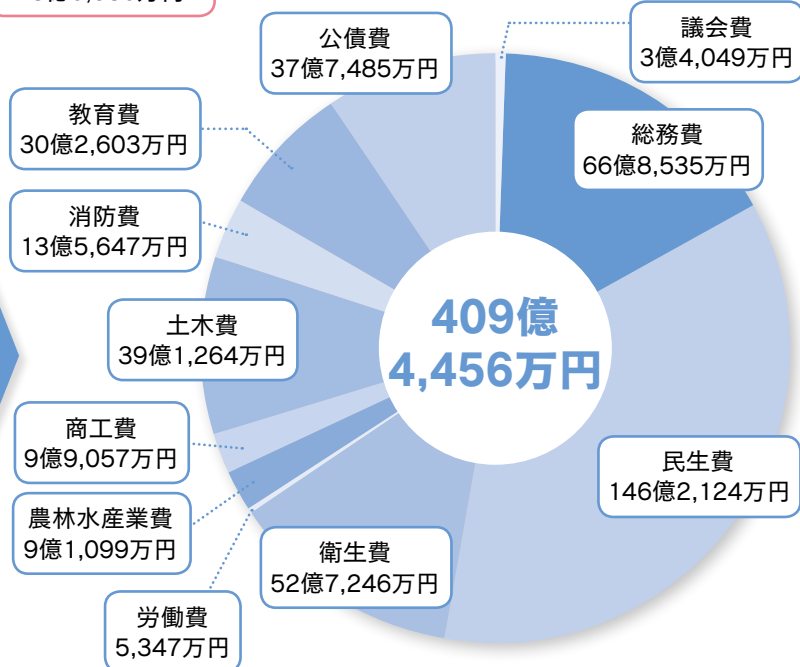 公債費
37億7,485万円
議会費
3億4,049万円
教育費
30億2,603万円
総務費
66億8,535万円
消防費
13億5,647万円
土木費
39億1,264万円
409億
4,456万円
商工費
9億9,057万円
民生費
146億2,124万円
農林水産業費
9億1,099万円
衛生費
52億7,246万円
労働費
5,347万円